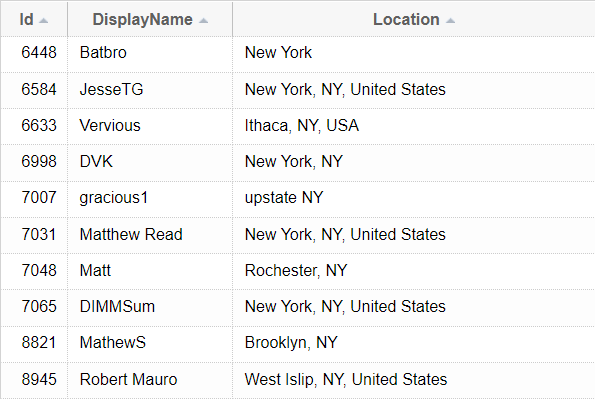 Id DisplayName Location
6448 Batbro New York
6584 JesseTG New York, NY, United States
6633 Vervious Ithaca, NY, USA
6998 DVK New York, NY
7007 gracious1 upstate NY
7031 Matthew Read New York, NY, United States
7048 Matt Rochester, NY
7065 DIMMSum New York, NY, United States
8821 MathewS Brooklyn, NY
8945 Robert Mauro West Islip, NY, United States